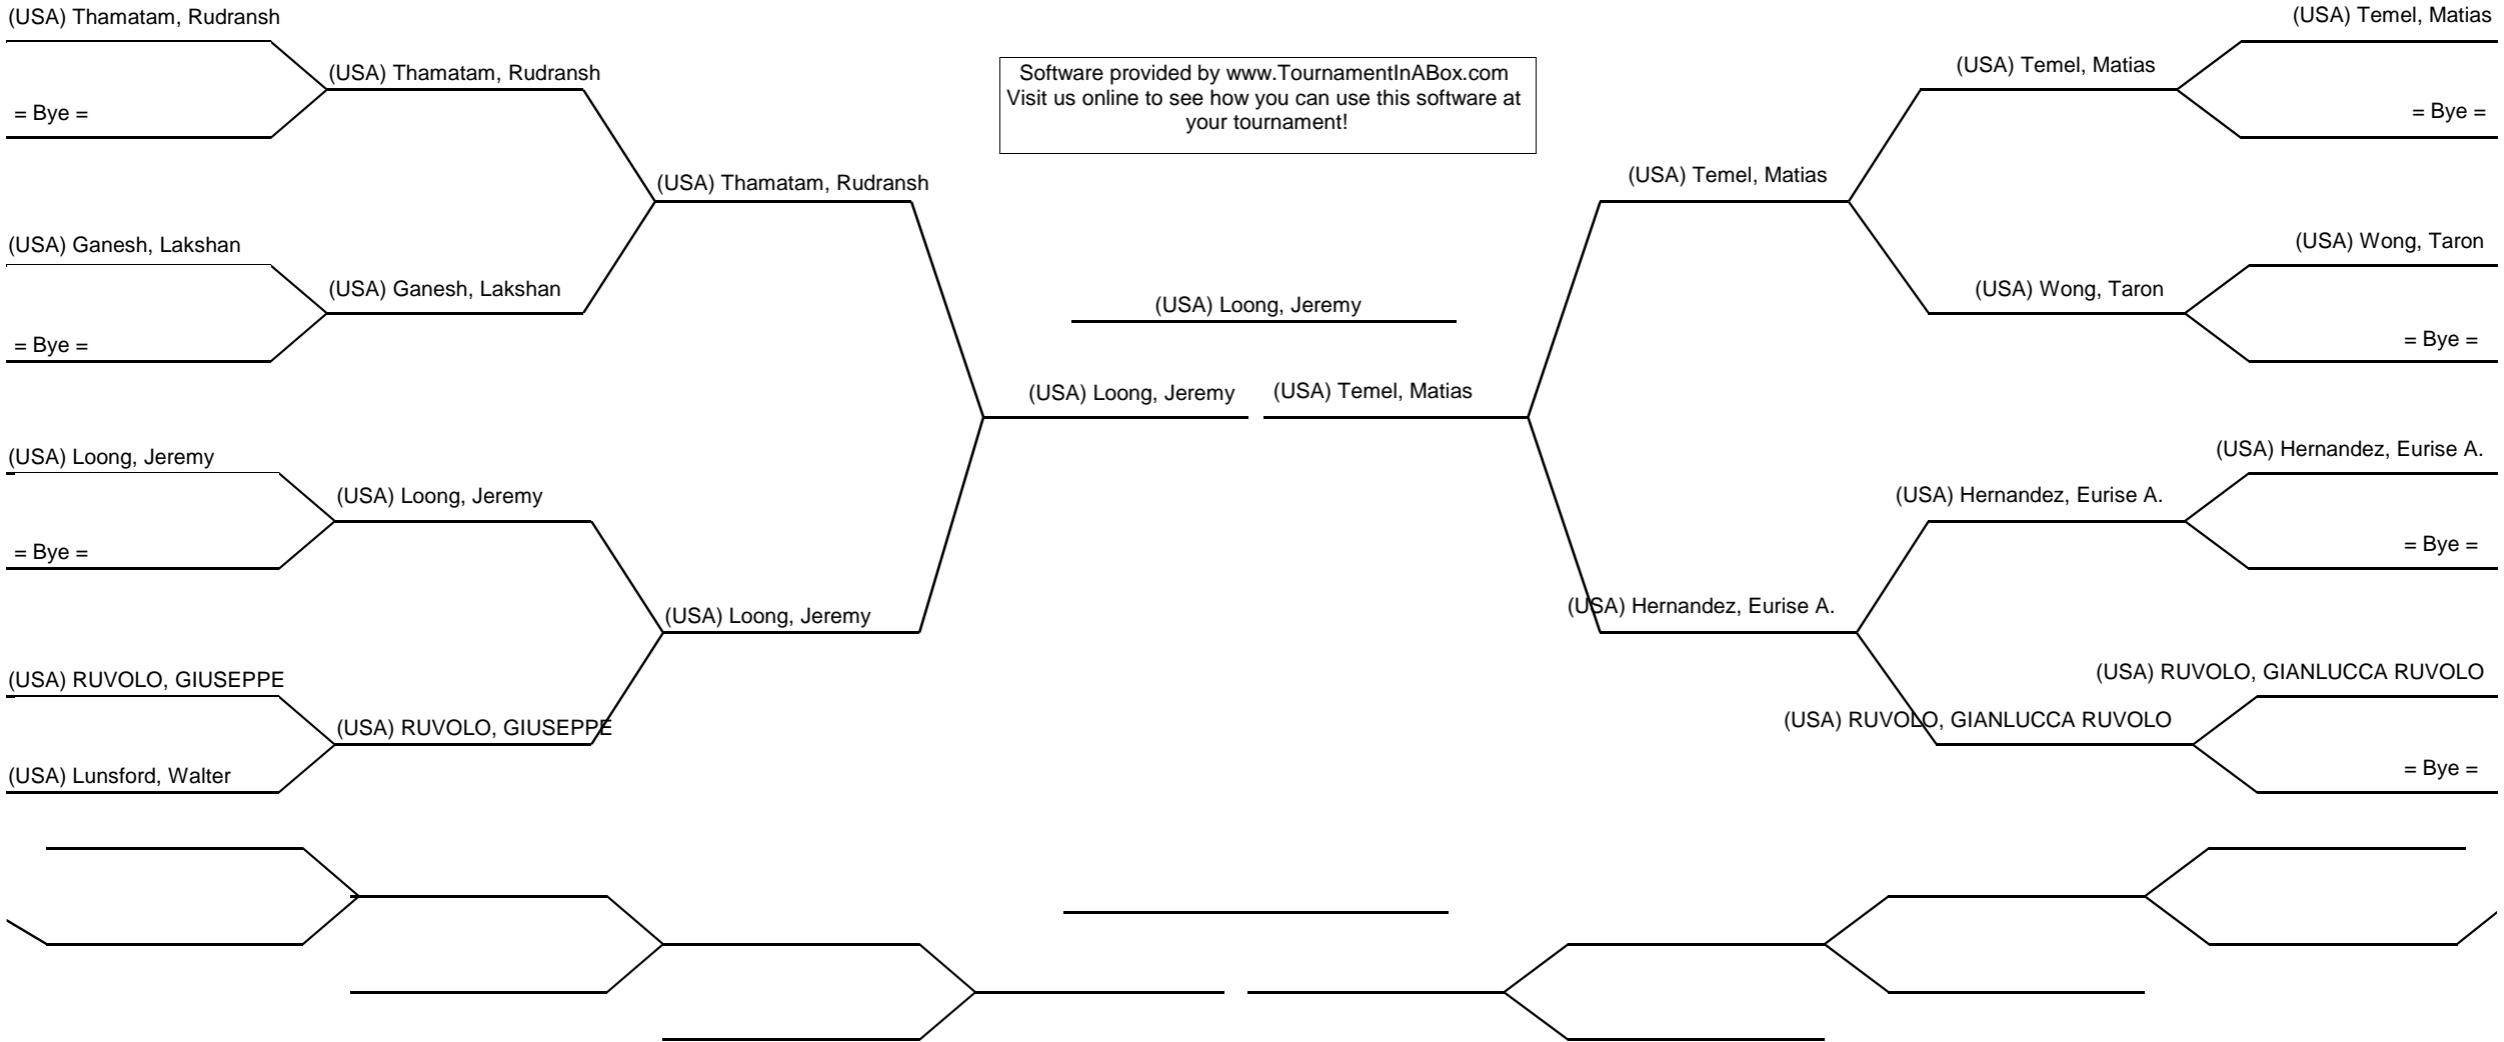 (USA) Thamatam, Rudransh
= Bye =
(USA) Ganesh, Lakshan
= Bye =
(USA) Loong, Jeremy
= Bye =
(USA) RUVOLO, GIUSEPPE
(USA) Lunsford, Walter
(USA) Thamatam, Rudransh
(USA) Ganesh, Lakshan
(USA) Loong, Jeremy
(USA) RUVOLO, GIUSEPPE
(USA) Thamatam, Rudransh
(USA) Loong, Jeremy
Software provided by www.TournamentInABox.com
Visit us online to see how you can use this software at
your tournament!
(USA) Loong, Jeremy
(USA) Loong, Jeremy
(USA) Temel, Matias
(USA) Temel, Matias
(USA) Hernandez, Eurise A.
(USA) Temel, Matias
(USA) Wong, Taron
(USA) Hernandez, Eurise A.
(USA) RUVOLO, GIANLUCCA RUVOLO
(USA) Temel, Matias
= Bye =
(USA) Wong, Taron
= Bye =
(USA) Hernandez, Eurise A.
= Bye =
(USA) RUVOLO, GIANLUCCA RUVOLO
= Bye =